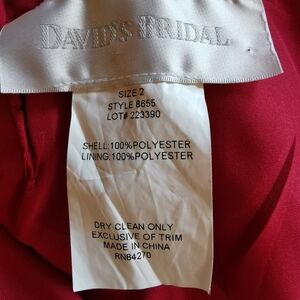 DAVID'S BRIDAL
SIZE 2
STYLE 8655
LOT# 223390
SHELL:100%POLYESTER
LINING:100%POLYESTER
DRY CLEAN ONLY
EXCLUSIVE OF TRIM
MADE IN CHINA
RN84270